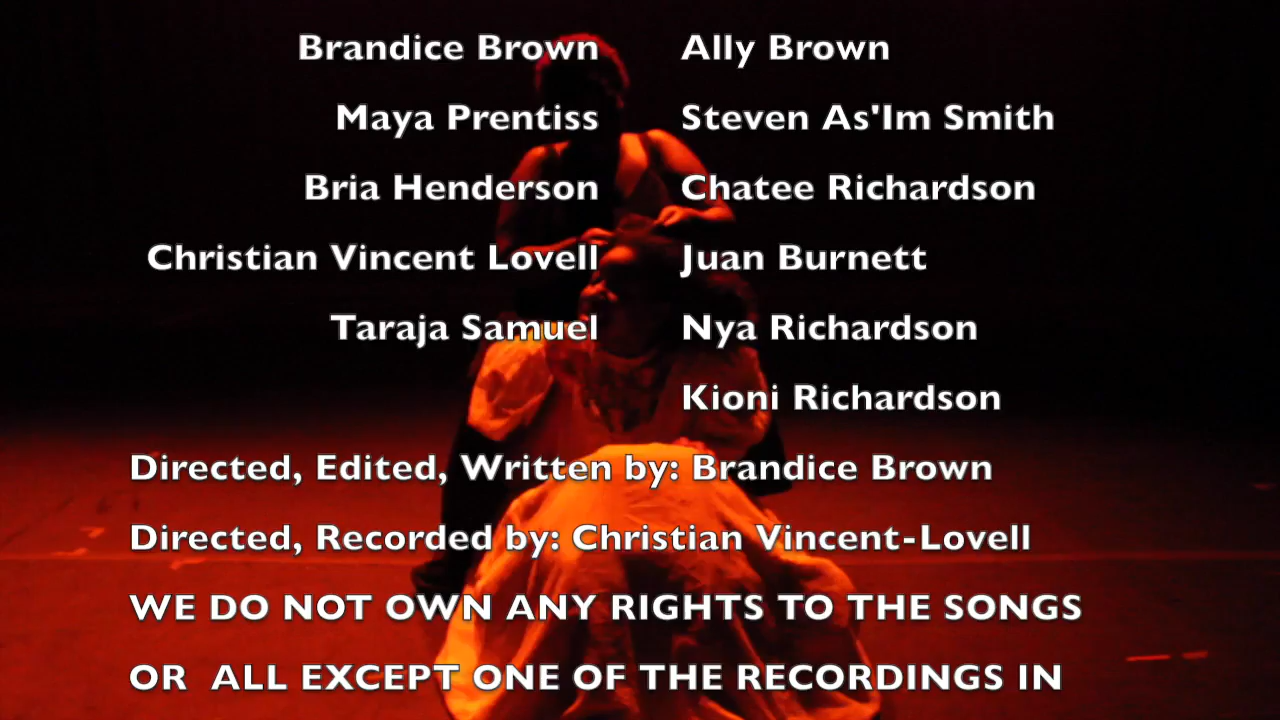 Brandice Brown Ally Brown
Maya Prentiss Steven As'Im Smith
Bria Henderson Chatee Richardson
Christian Vincent Lovell Juan Burnett
Taraja Samuel Nya Richardson
Kioni Richardson
Directed, Edited, Written by: Brandice Brown
Directed, Recorded by: Christian Vincent-Lovell
WE DO NOT OWN ANY RIGHTS TO THE SONGS
OR  ALL EXCEPT ONE OF THE RECORDINGS IN